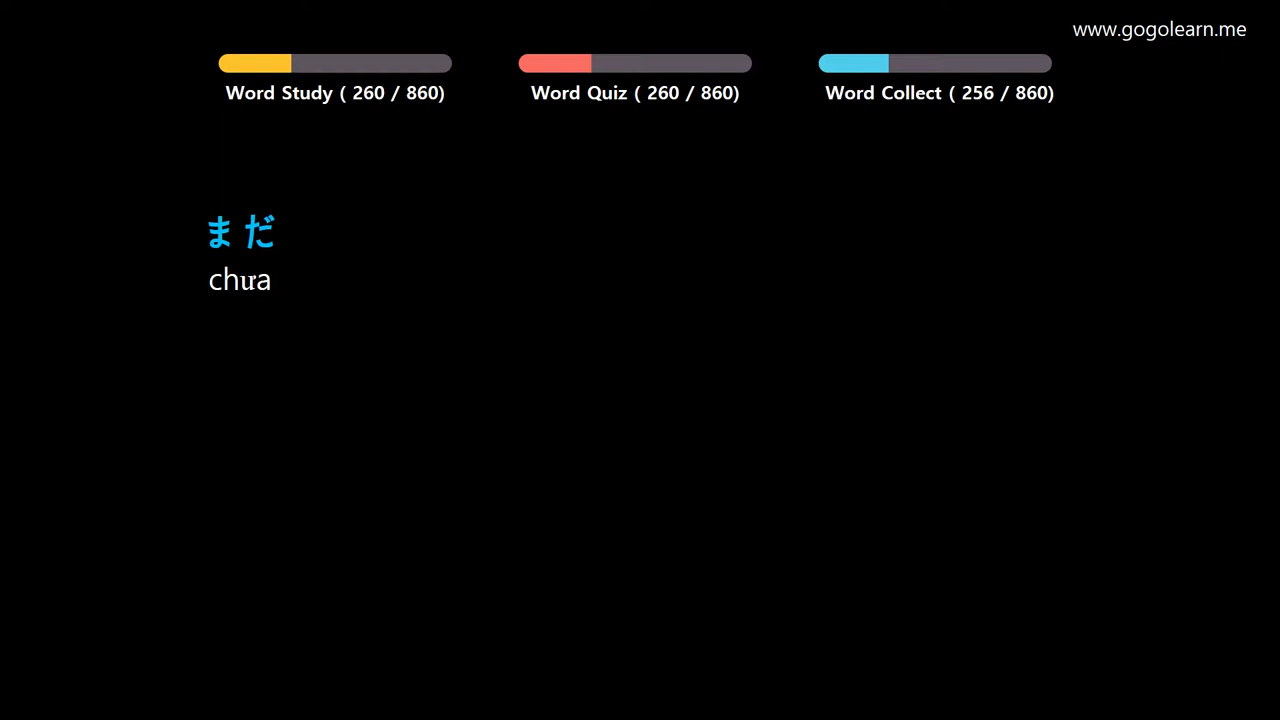 www.gogolearn.me
Word Study ( 260 / 860)
Word Quiz ( 260 / 860)
Word Collect ( 256 / 860)
まだ
chưa